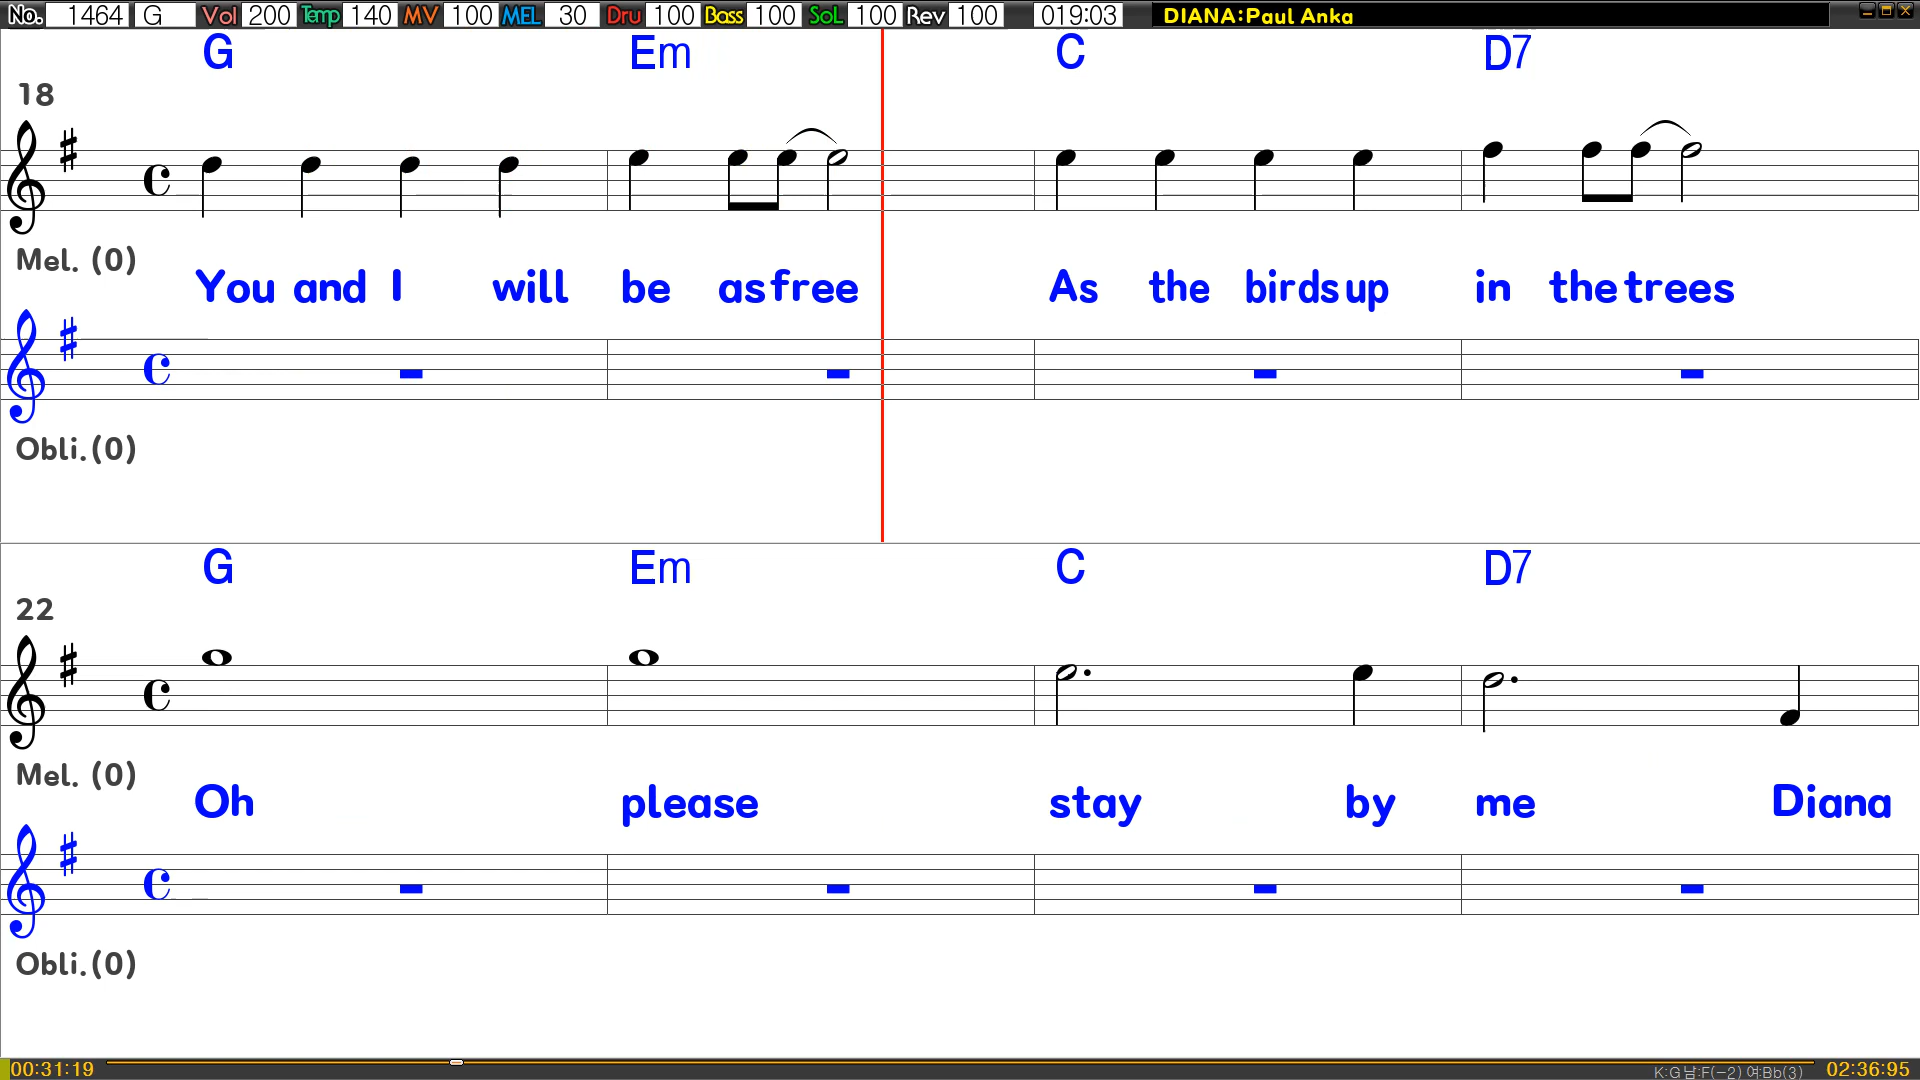 No. 1464 G Vol 200 Temp 140 MV 100 MEL 30 Dru 100 Bass 100 SoL 100 Rev 100 019:03 DIANA:Paul Anka
G Em C D7
18
Mel. (0)
You and I will be as free As the birds up in the trees
Obli.(0)
G Em C D7
22
Mel. (0)
Oh please stay by me Diana
Obli.(0)
00:31:19 K:G 남:F(-2) 여:Bb(3) 02:36:95